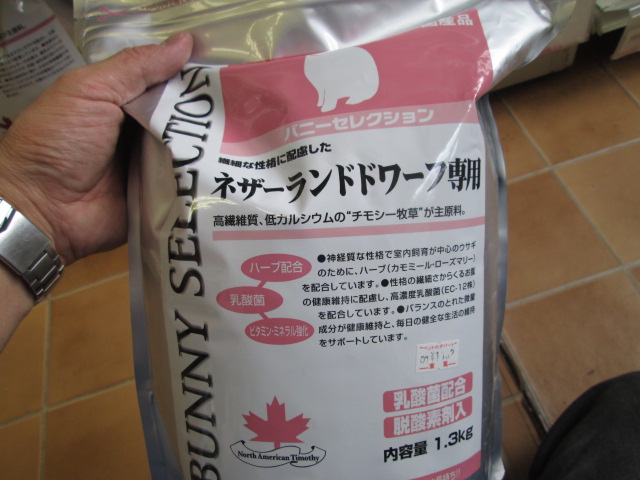 国産品
バニーセレクション
繊細な性格に配慮した
ネザーランドドワーフ専用
高繊維質、低カルシウムの"チモシー牧草"が主原料。
BUNNY SELECTION
ハーブ配合
乳酸菌
ビタミン・ミネラル強化
●神経質な性格で室内飼育が中心のウサギ
のために、ハーブ(カモミール・ローズマリー)
を配合しています。●性格の繊細さからくるお腹
の健康維持に配慮し、高濃度乳酸菌(EC-12株)
を配合しています。●バランスのとれた微量
成分が健康維持と、毎日の健全な生活の維持
をサポートしています。
乳酸菌配合
脱酸素剤入
内容量 1.3kg
North American Timothy